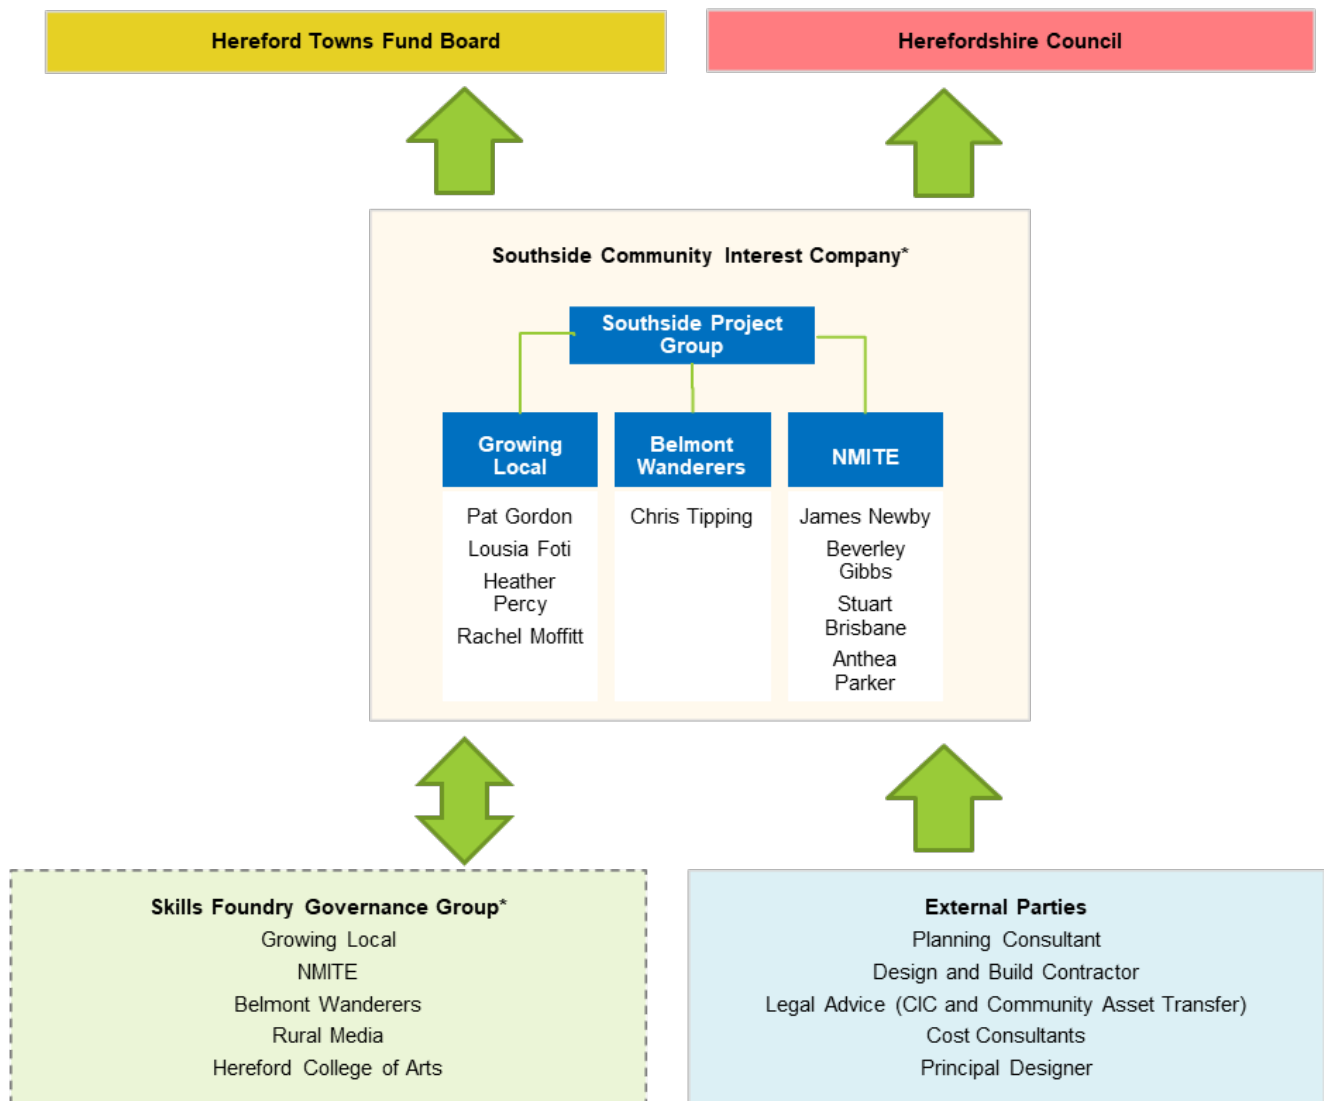 Hereford Towns Fund Board
Herefordshire Council
Southside Community Interest Company*
Southside Project
Group
Growing
Local
Pat Gordon
Lousia Foti
Heather
Percy
Rachel Moffitt
Belmont
Wanderers
Chris Tipping
NMITE
James Newby
Beverley
Gibbs
Stuart
Brisbane
Anthea
Parker
Skills Foundry Governance Group*
Growing Local
NMITE
Belmont Wanderers
Rural Media
Hereford College of Arts
External Parties
Planning Consultant
Design and Build Contractor
Legal Advice (CIC and Community Asset Transfer)
Cost Consultants
Principal Designer